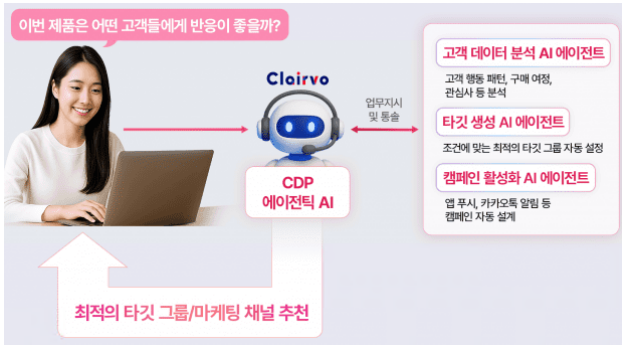 이번 제품은 어떤 고객들에게 반응이 좋을까?
Clairvo
CDP
에이전틱 AI
업무지시
및 통솔
고객 데이터 분석 AI 에이전트
고객 행동 패턴, 구매 여정,
관심사 등 분석
타깃 생성 AI 에이전트
조건에 맞는 최적의 타깃 그룹 자동 설정
캠페인 활성화 AI 에이전트
앱 푸시, 카카오톡 알림 등
캠페인 자동 설계
최적의 타깃 그룹/마케팅 채널 추천